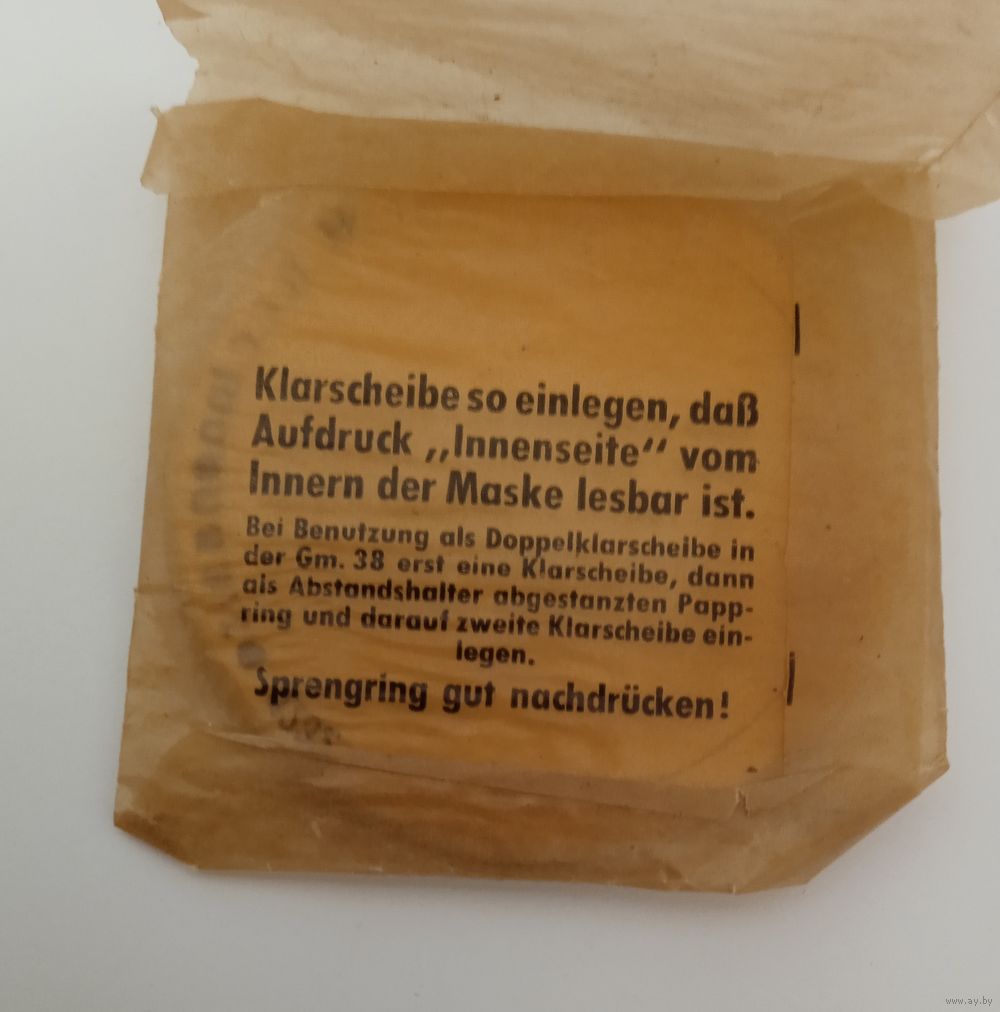 Klarscheibe so einlegen, daß
Aufdruck „Innenseite“ vom
Innern der Maske lesbar ist.
Bei Benutzung als Doppelklarscheibe in
der Gm. 38 erst eine Klarscheibe, dann
als Abstandshalter abgestanzten Papp-
ring und darauf zweite Klarscheibe ein-
legen.
Sprengring gut nachdrücken!
www.ay.by